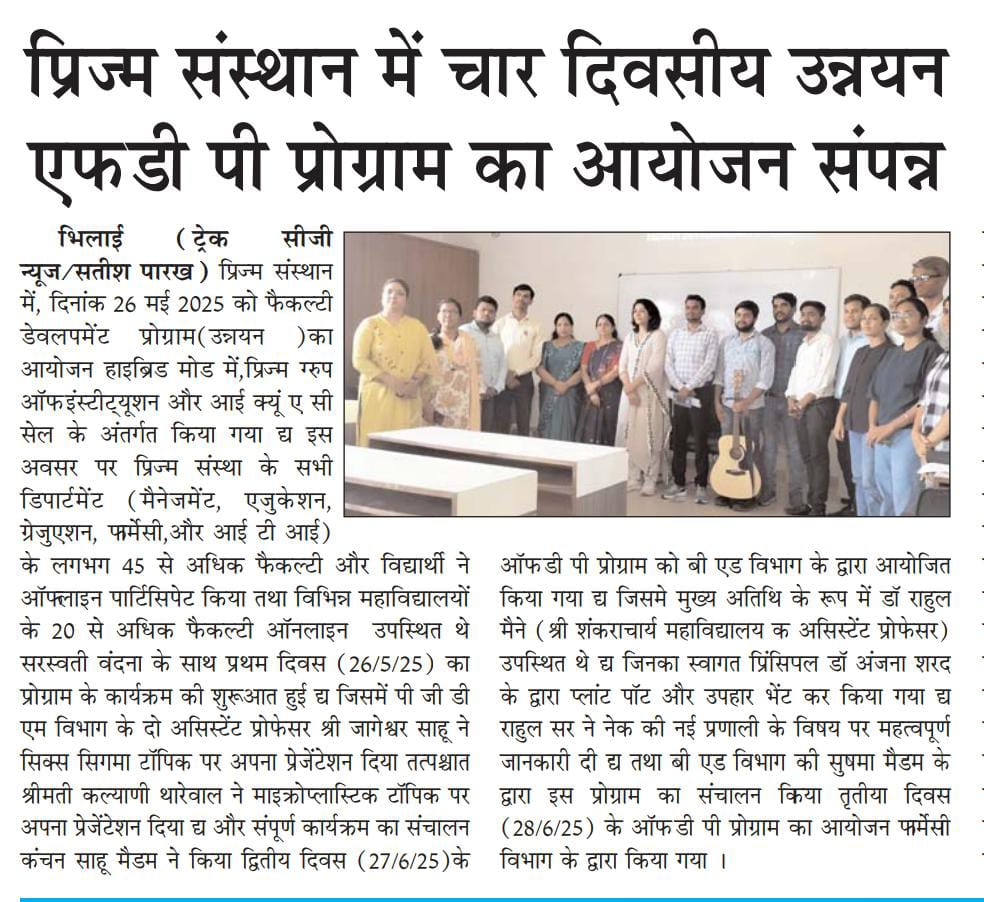 प्रिज्म संस्थान में चार दिवसीय उन्नयन
एफडी पी प्रोग्राम का आयोजन संपन्न
भिलाई (ट्रेक सीजी
न्यूज/सतीश पारख) प्रिज्म संस्थान
में, दिनांक 26 मई 2025 को फैकल्टी
डेवलपमेंट प्रोग्राम(उन्नयन )का
आयोजन हाइब्रिड मोड में,प्रिज्म ग्रुप
ऑफइंस्टीट्यूशन और आई क्यूं ए सी
सेल के अंतर्गत किया गया द्य इस
अवसर पर प्रिज्म संस्था के सभी
डिपार्टमेंट (मैनेजमेंट, एजुकेशन,
ग्रेजुएशन, फार्मेसी,और आई टी आई)
के लगभग 45 से अधिक फैकल्टी और विद्यार्थी ने
ऑफ्लाइन पार्टिसिपेट किया तथा विभिन्न महाविद्यालयों
के 20 से अधिक फैकल्टी ऑनलाइन उपस्थित थे
सरस्वती वंदना के साथ प्रथम दिवस (26/5/25) का
प्रोग्राम के कार्यक्रम की शुरूआत हुई द्य जिसमें पी जी डी
एम विभाग के दो असिस्टेंट प्रोफेसर श्री जागेश्वर साहू ने
सिक्स सिगमा टॉपिक पर अपना प्रेजेंटेशन दिया तत्पश्चात
श्रीमती कल्याणी थारेवाल ने माइक्रोप्लास्टिक टॉपिक पर
अपना प्रेजेंटेशन दिया द्य और संपूर्ण कार्यक्रम का संचालन
कंचन साहू मैडम ने किया द्वितीय दिवस (27/6/25)के
ऑफडी पी प्रोग्राम को बी एड विभाग के द्वारा आयोजित
किया गया द्य जिसमे मुख्य अतिथि के रूप में डॉ राहुल
मैने (श्री शंकराचार्य महाविद्यालय क असिस्टेंट प्रोफेसर)
उपस्थित थे द्य जिनका स्वागत प्रिंसिपल डॉ अंजना शरद
के द्वारा प्लांट पॉट और उपहार भेंट कर किया गया द्य
राहुल सर ने नेक की नई प्रणाली के विषय पर महत्वपूर्ण
जानकारी दी द्य तथा बी एड विभाग की सुषमा मैडम के
द्वारा इस प्रोग्राम का संचालन किया तृतीया दिवस
(28/6/25) के ऑफडी पी प्रोग्राम का आयोजन फार्मेसी
विभाग के द्वारा किया गया ।